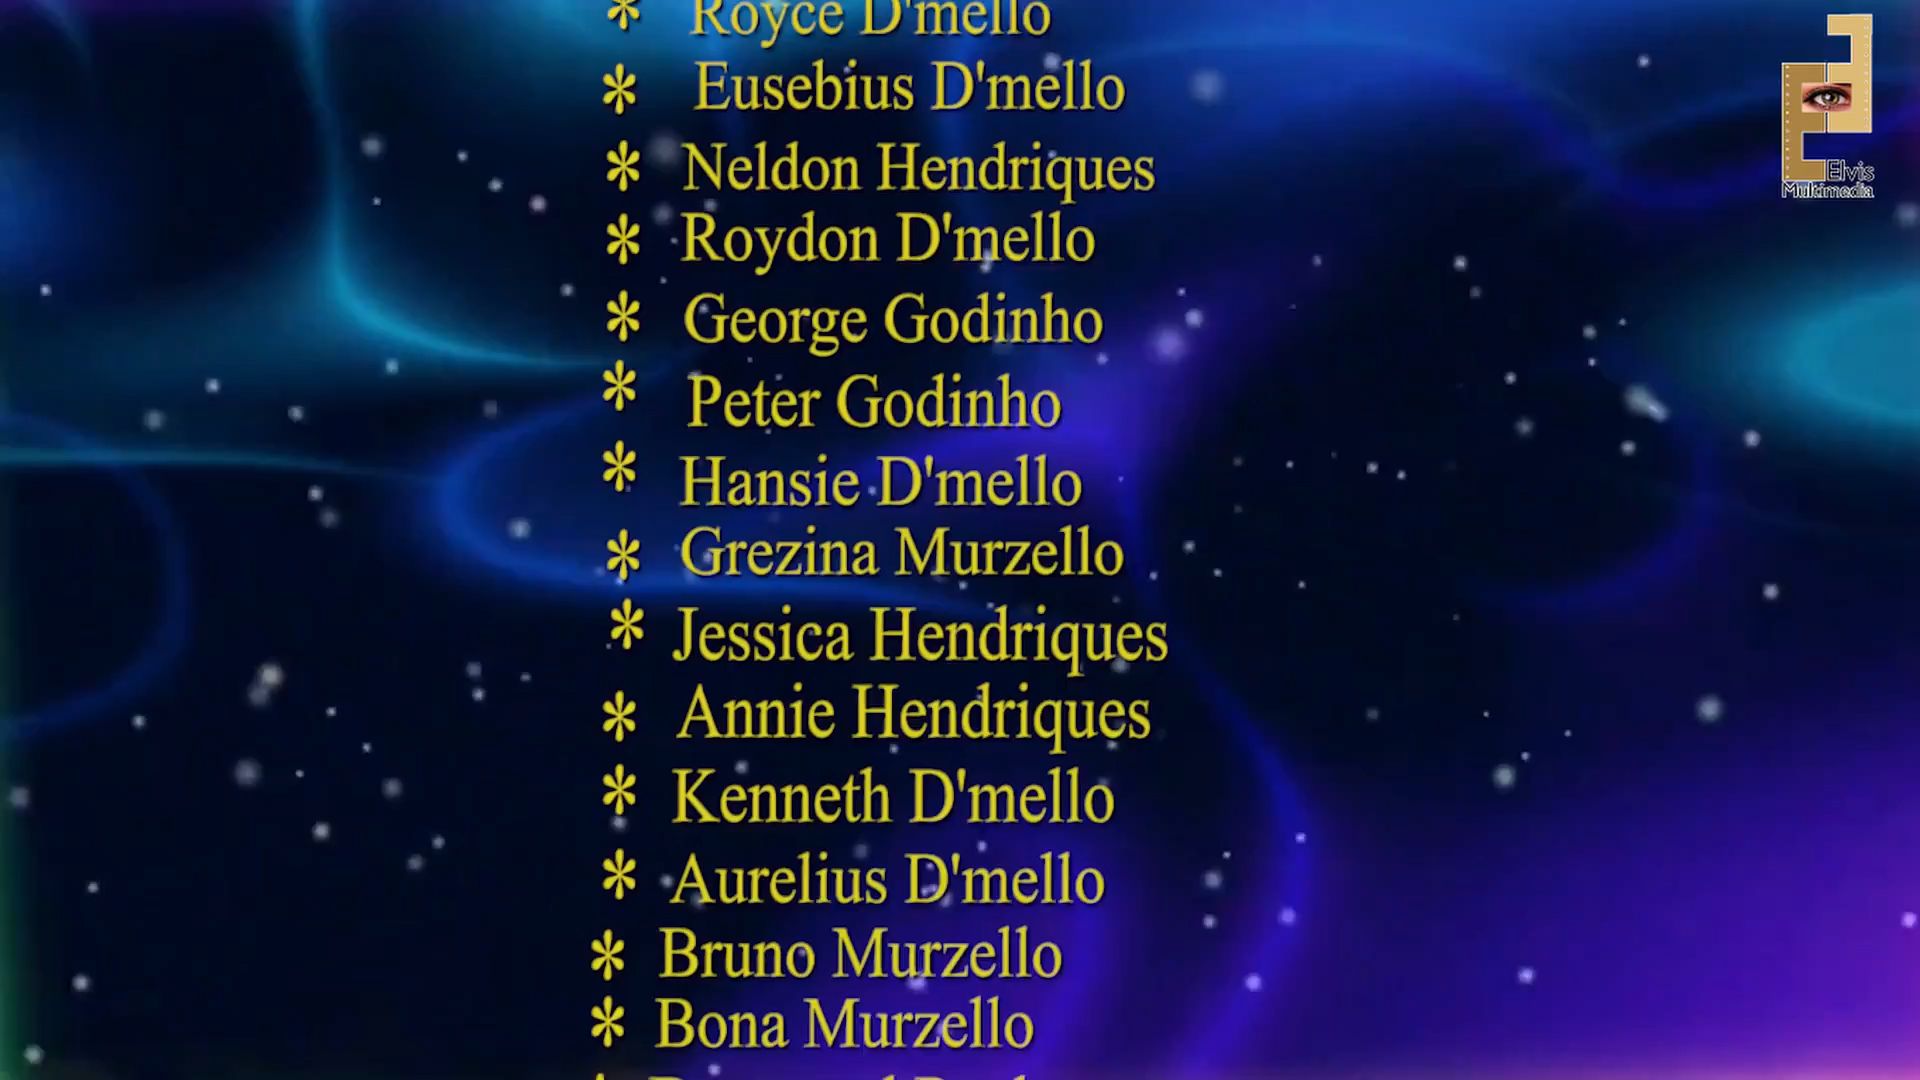 * Royce D'mello
* Eusebius D'mello
* Neldon Hendriques
* Roydon D'mello
* George Godinho
* Peter Godinho
* Hansie D'mello
* Grezina Murzello
* Jessica Hendriques
* Annie Hendriques
* Kenneth D'mello
* Aurelius D'mello
* Bruno Murzello
* Bona Murzello
Elvis
Multimedia